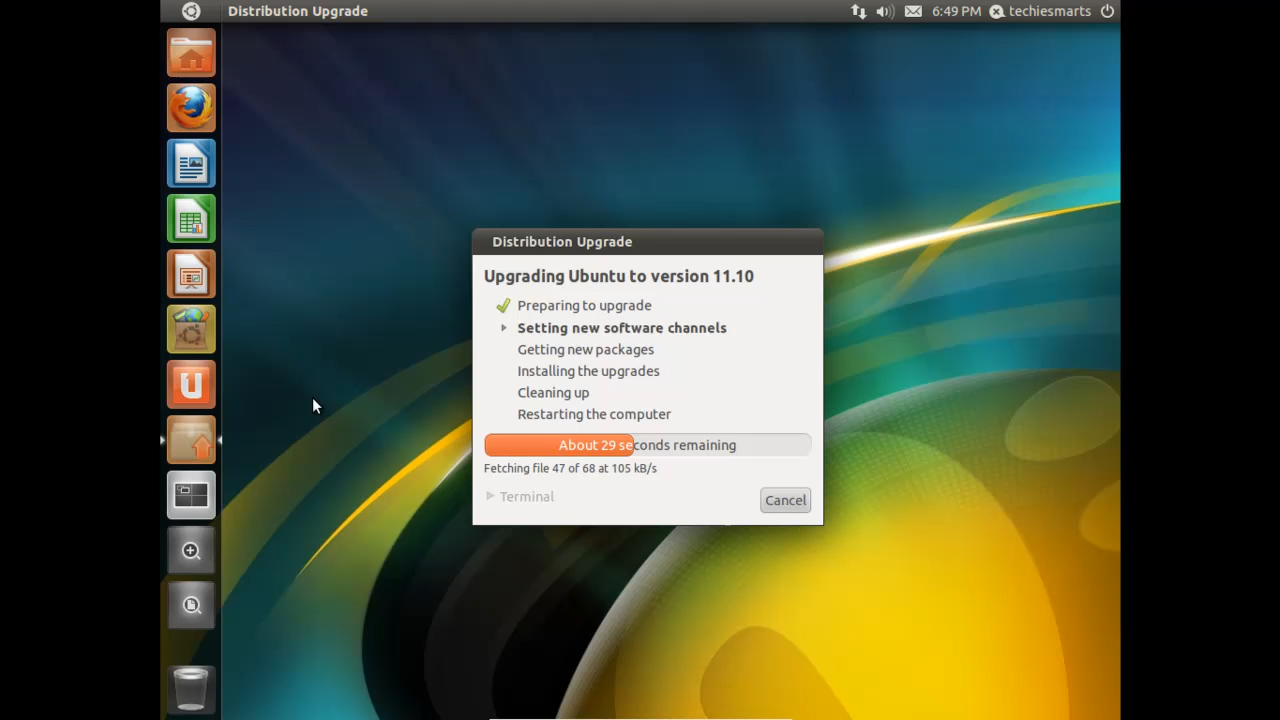 Distribution Upgrade
6:49 PM techiesmarts
Distribution Upgrade
Upgrading Ubuntu to version 11.10
Preparing to upgrade
Setting new software channels
Getting new packages
Installing the upgrades
Cleaning up
Restarting the computer
About 29 seconds remaining
Fetching file 47 of 68 at 105 kB/s
Terminal
Cancel